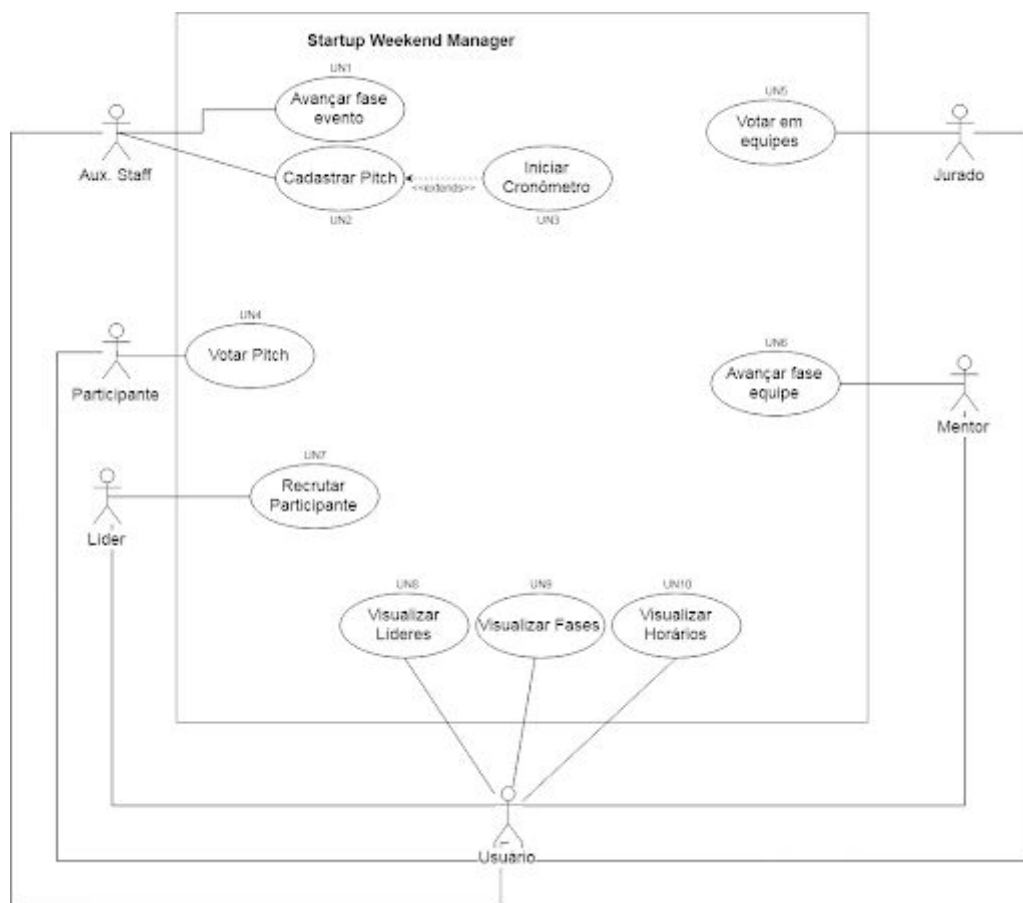 Startup Weekend Manager
UN1
Avançar fase
evento
Aux. Staff
Cadastrar Pitch
UN2
<<extends>>
Iniciar
Cronômetro
UN3
UN5
Votar em
equipes
Jurado
UN4
Votar Pitch
Participante
UN6
Avançar fase
equipe
Mentor
UN7
Recrutar
Participante
Lider
UN8
Visualizar
Lideres
UN9
Visualizar Fases
UN10
Visualizar
Horários
Usuário